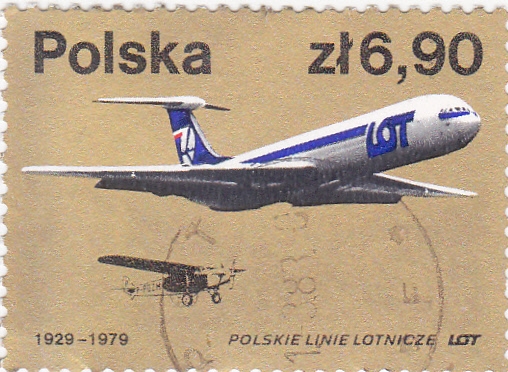 Polska zł6,90
LOT
1929-1979 POLSKIE LINIE LOTNICZE LOT